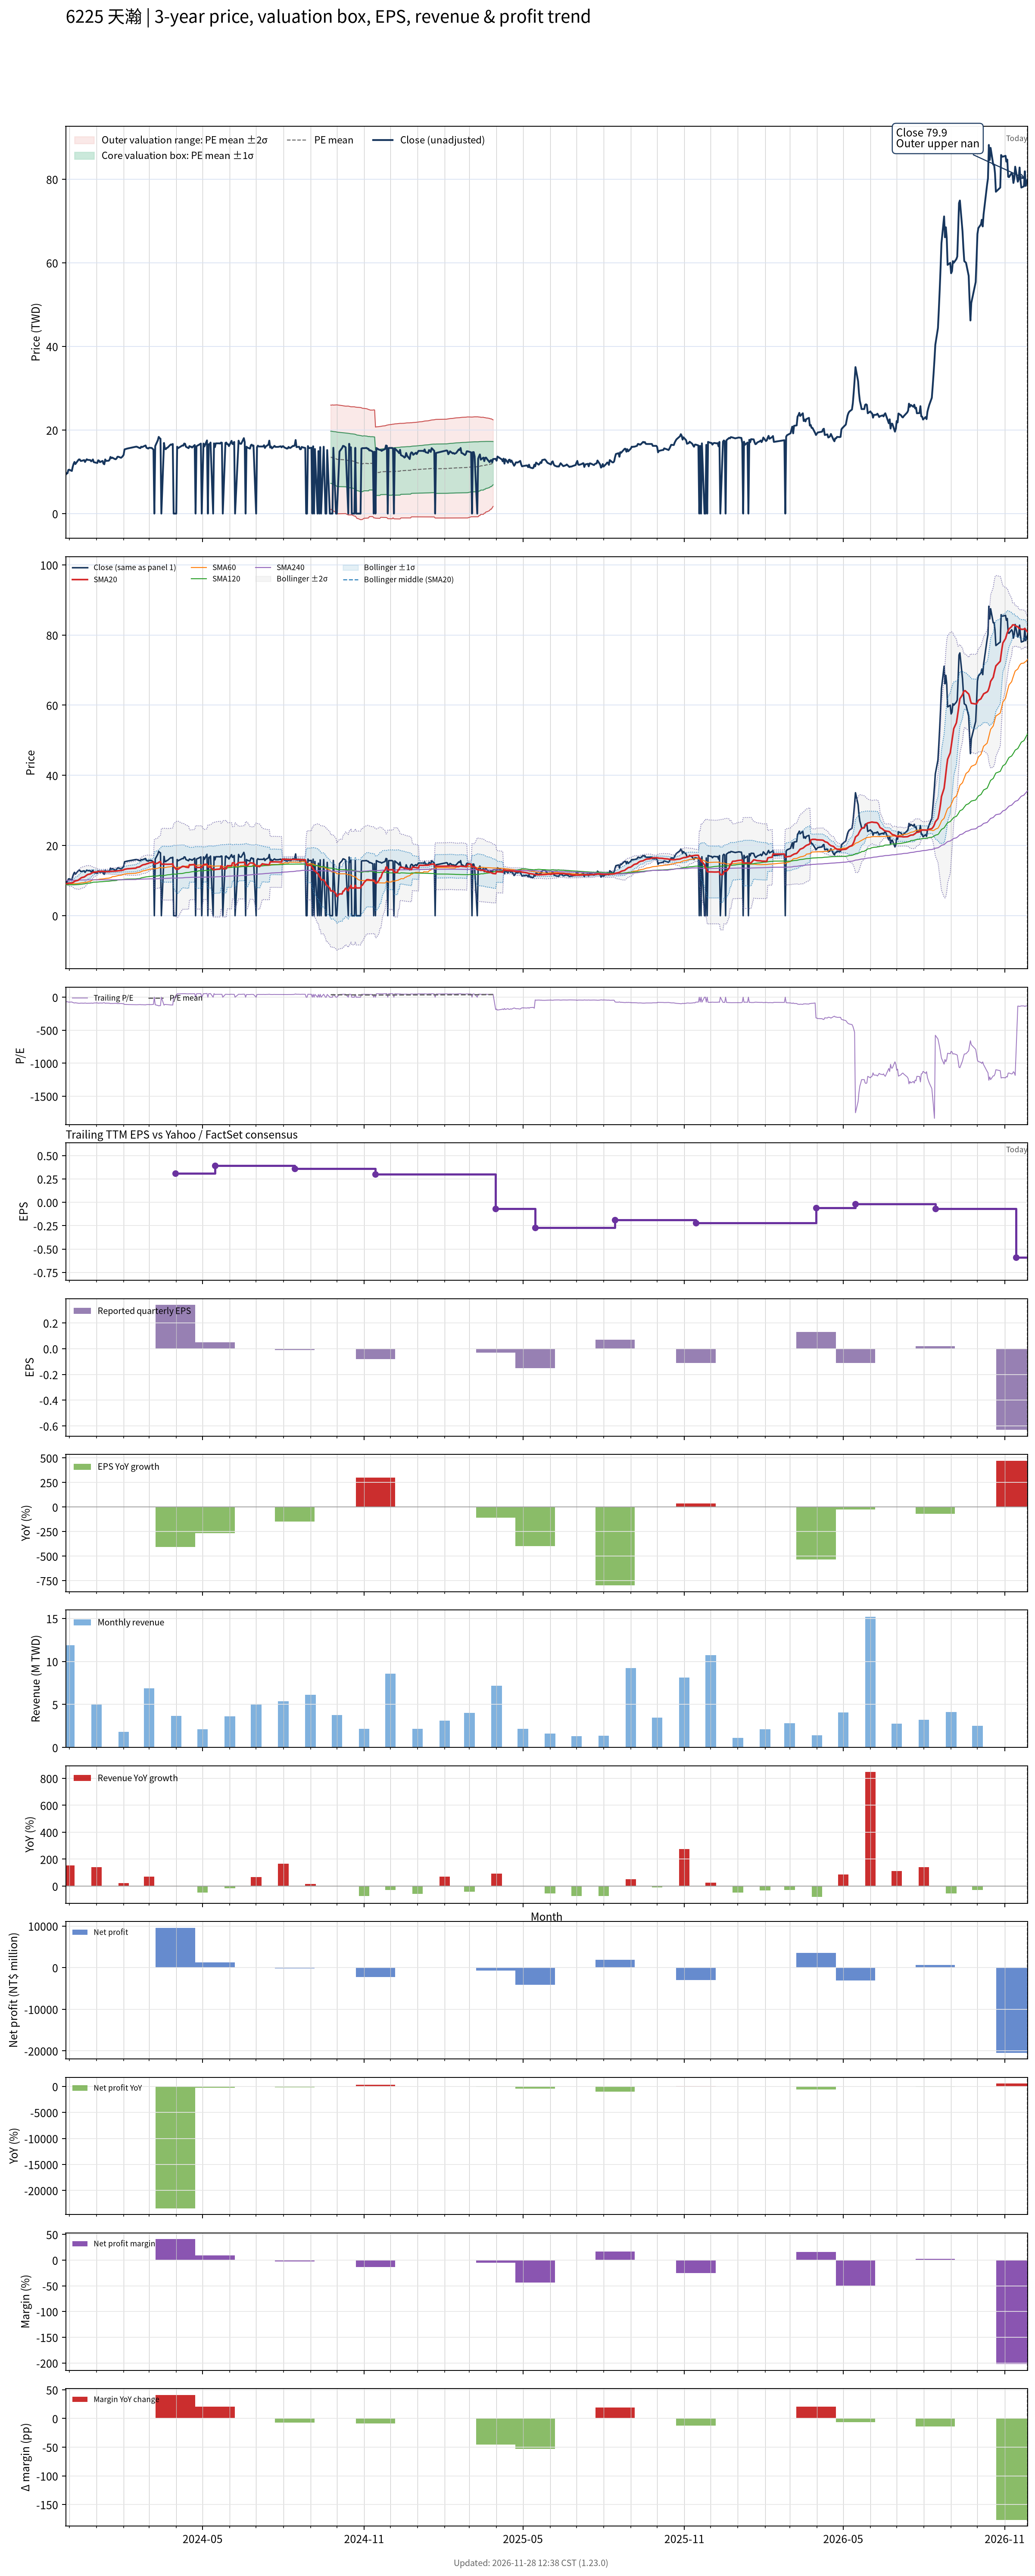 6225 天瀚 | 3-year price, valuation box, EPS, revenue & profit trend
Outer valuation range: PE mean ±2σ
Core valuation box: PE mean ±1σ
PE mean
Close (unadjusted)
Close 79.9
Outer upper nan
Today
Price (TWD)
80
60
40
20
0
Close (same as panel 1)
SMA20
SMA60
SMA120
SMA240
Bollinger ±2σ
Bollinger ±1σ
Bollinger middle (SMA20)
Price
100
80
60
40
20
0
Trailing P/E
P/E mean
P/E
0
-500
-1000
-1500
Trailing TTM EPS vs Yahoo / FactSet consensus
Today
EPS
0.50
0.25
0.00
-0.25
-0.50
-0.75
Reported quarterly EPS
EPS
0.2
0.0
-0.2
-0.4
-0.6
EPS YoY growth
YoY (%)
500
250
0
-250
-500
-750
Monthly revenue
Revenue (M TWD)
15
10
5
0
Revenue YoY growth
YoY (%)
800
600
400
200
0
Month
Net profit
Net profit (NT$ million)
10000
0
-10000
-20000
Net profit YoY
YoY (%)
0
-5000
-10000
-15000
-20000
Net profit margin
Margin (%)
50
0
-50
-100
-150
-200
Margin YoY change
Δ margin (pp)
50
0
-50
-100
-150
2024-05
2024-11
2025-05
2025-11
2026-05
2026-11
Updated: 2026-11-28 12:38 CST (1.23.0)